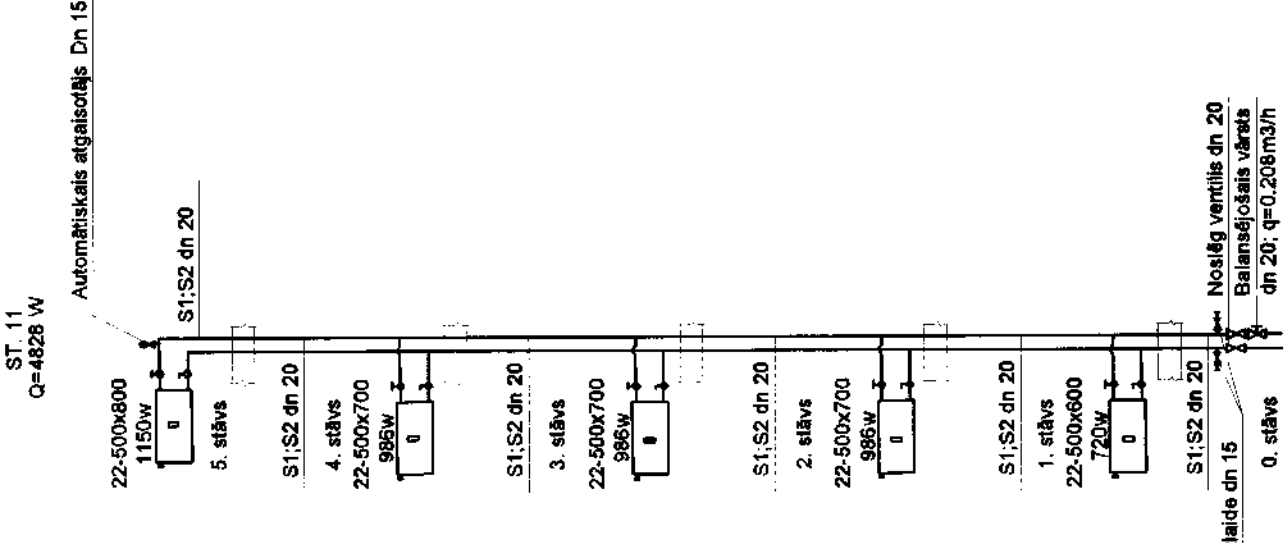 ST. 11
Q=4828 W
Automātiskais atgaisotājs Dn 15
S1;S2 dn 20
22-500x800
1150w
5. stāvs
S1;S2 dn 20
4. stāvs
22-500x700
986w
S1;S2 dn 20
3. stāvs
22-500x700
986w
S1;S2 dn 20
2. stāvs
22-500x700
986w
S1;S2 dn 20
1. stāvs
22-500x600
720w
S1;S2 dn 20
Noslēg ventilis dn 20
Balansējošais vārsts
dn 20; q=0.208m3/h
laide dn 15
0. stāvs